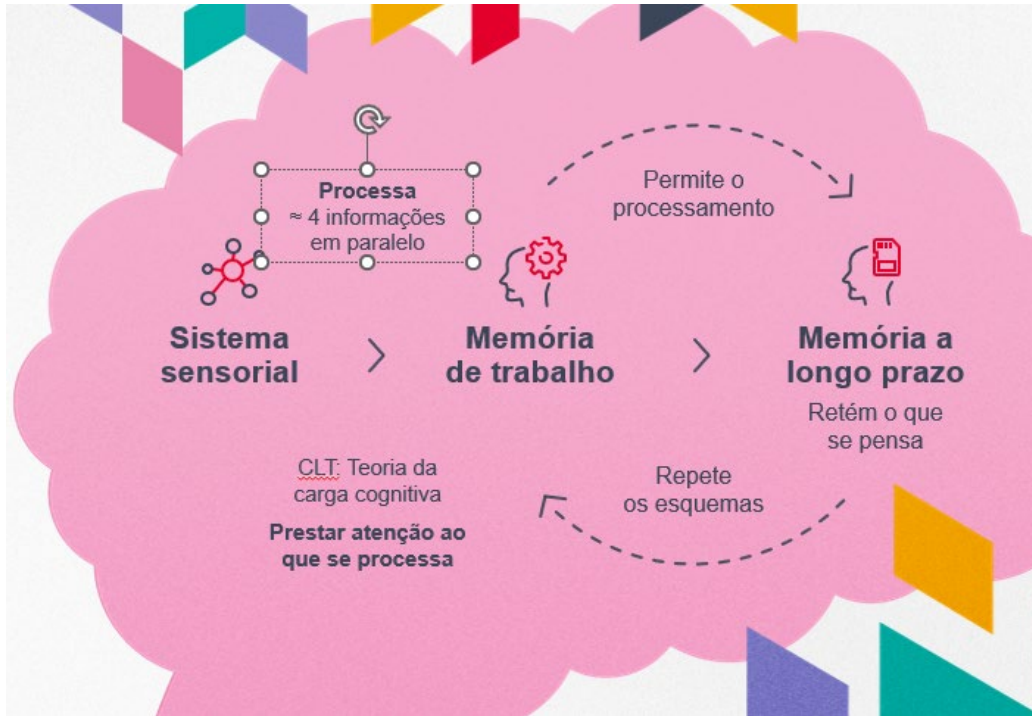 Processa
≈ 4 informações
em paralelo
Permite o
processamento
Sistema
sensorial
Memória
de trabalho
Memória a
longo prazo
Retém o que
se pensa
CLT: Teoria da
carga cognitiva
Prestar atenção ao
que se processa
Repete
os esquemas